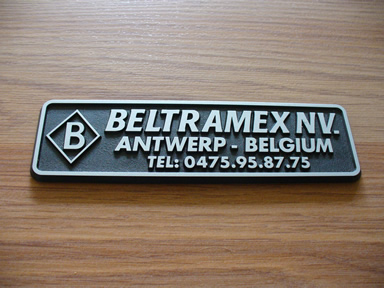 B
BELTRAMEX NV.
ANTWERP - BELGIUM
TEL: 0475.95.87.75